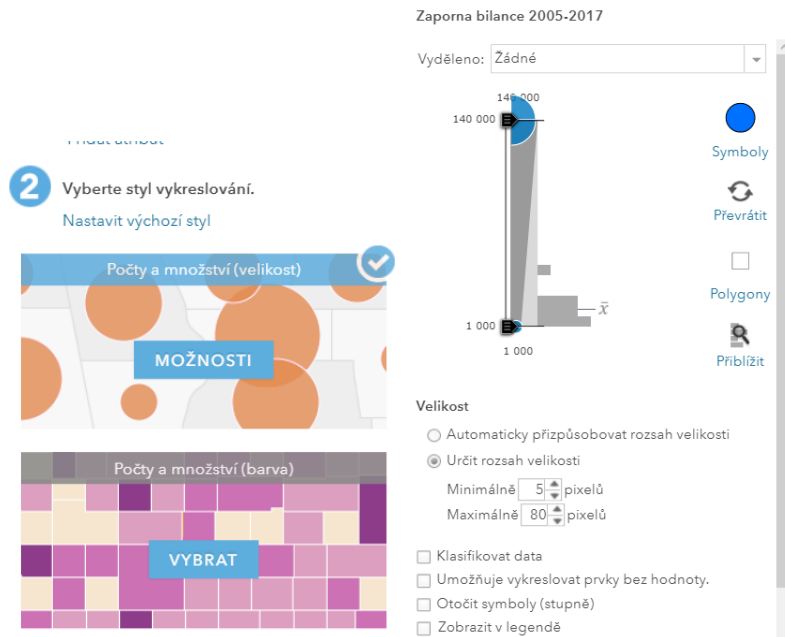 Zaporna bilance 2005-2017
Vyděleno: Žádné
140 000
Symboly
Převrátit
Polygony
x̄
1 000
1 000
Přiblížit
2 Vyberte styl vykreslování.
Nastavit výchozí styl
Počty a množství (velikost)
MOŽNOSTI
Počty a množství (barva)
VYBRAT
Velikost
Automaticky přizpůsobovat rozsah velikosti
Určit rozsah velikosti
Minimálně 5 pixelů
Maximálně 80 pixelů
Klasifikovat data
Umožňuje vykreslovat prvky bez hodnoty.
Otočit symboly (stupně)
Zobrazit v legendě